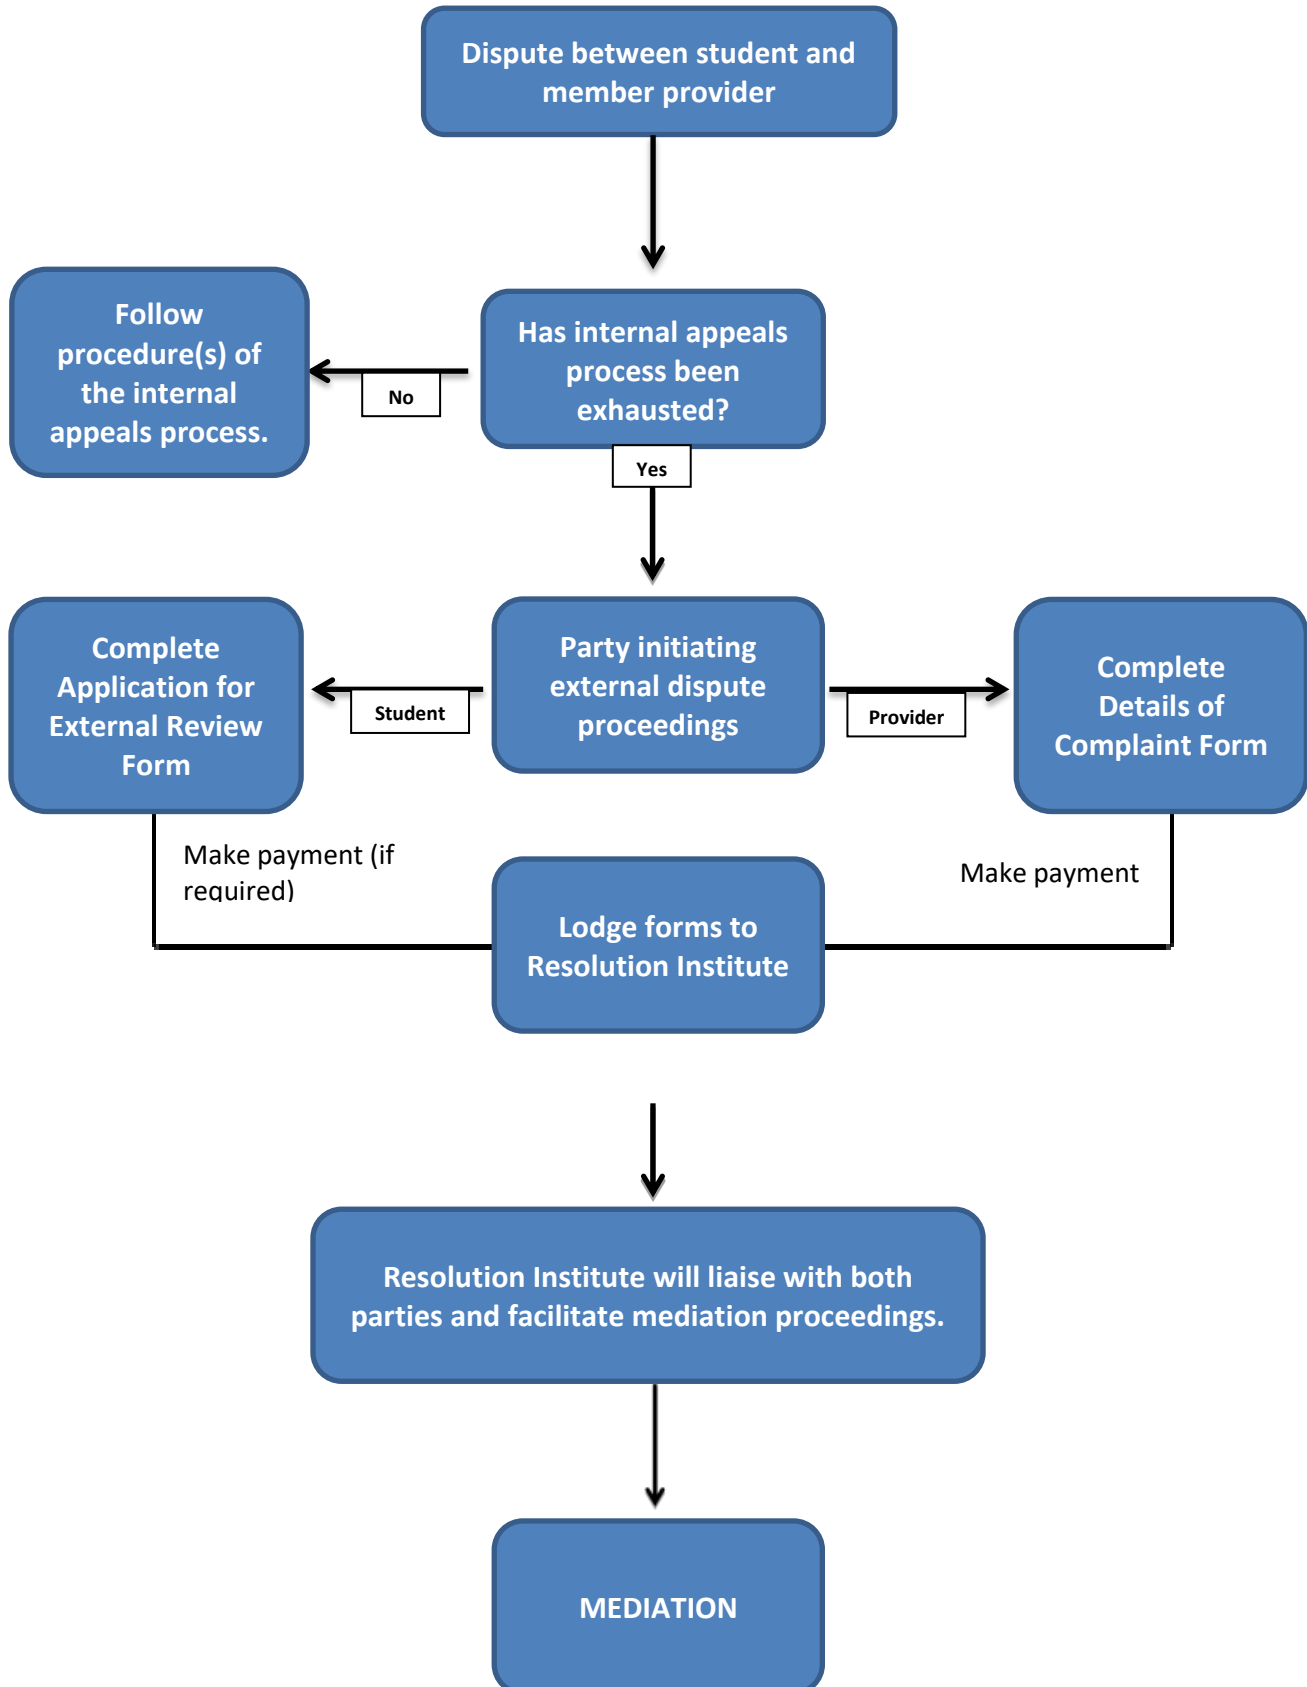 Dispute between student and
member provider
Follow
procedure(s) of
the internal
appeals process.
No
Has internal appeals
process been
exhausted?
Yes
Complete
Application for
External Review
Form
Student
Party initiating
external dispute
proceedings
Provider
Complete
Details of
Complaint Form
Make payment (if
required)
Lodge forms to
Resolution Institute
Make payment
Resolution Institute will liaise with both
parties and facilitate mediation proceedings.
MEDIATION